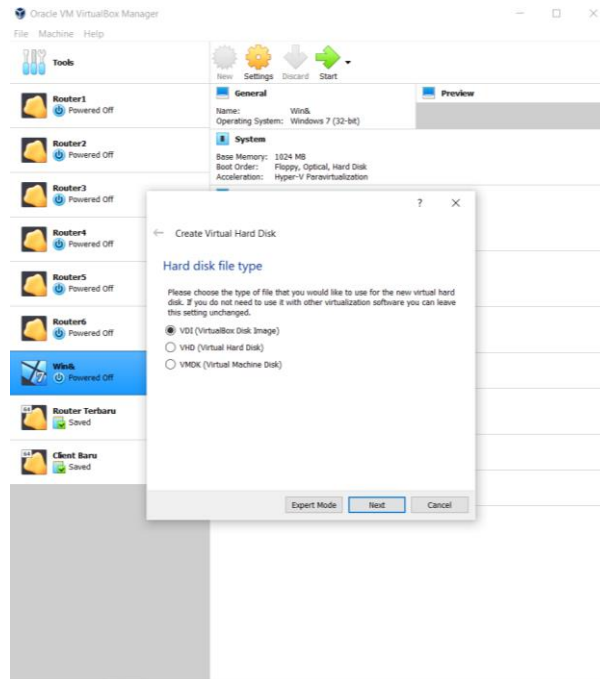 Oracle VM VirtualBox Manager
File Machine Help
Tools
New Settings Discard Start
Router1
Powered Off
Router2
Powered Off
Router3
Powered Off
Router4
Powered Off
Router5
Powered Off
Router6
Powered Off
Win&
Powered Off
64
Router Terbaru
Saved
64
Client Baru
Saved
General
Name: Win&
Operating System: Windows 7 (32-bit)
Preview
System
Base Memory: 1024 MB
Boot Order: Floppy, Optical, Hard Disk
Acceleration: Hyper-V Paravirtualization
? ×
← Create Virtual Hard Disk
Hard disk file type
Please choose the type of file that you would like to use for the new virtual hard
disk. If you do not need to use it with other virtualization software you can leave
this setting unchanged.
VDI (VirtualBox Disk Image)
VHD (Virtual Hard Disk)
VMDK (Virtual Machine Disk)
Expert Mode Next Cancel